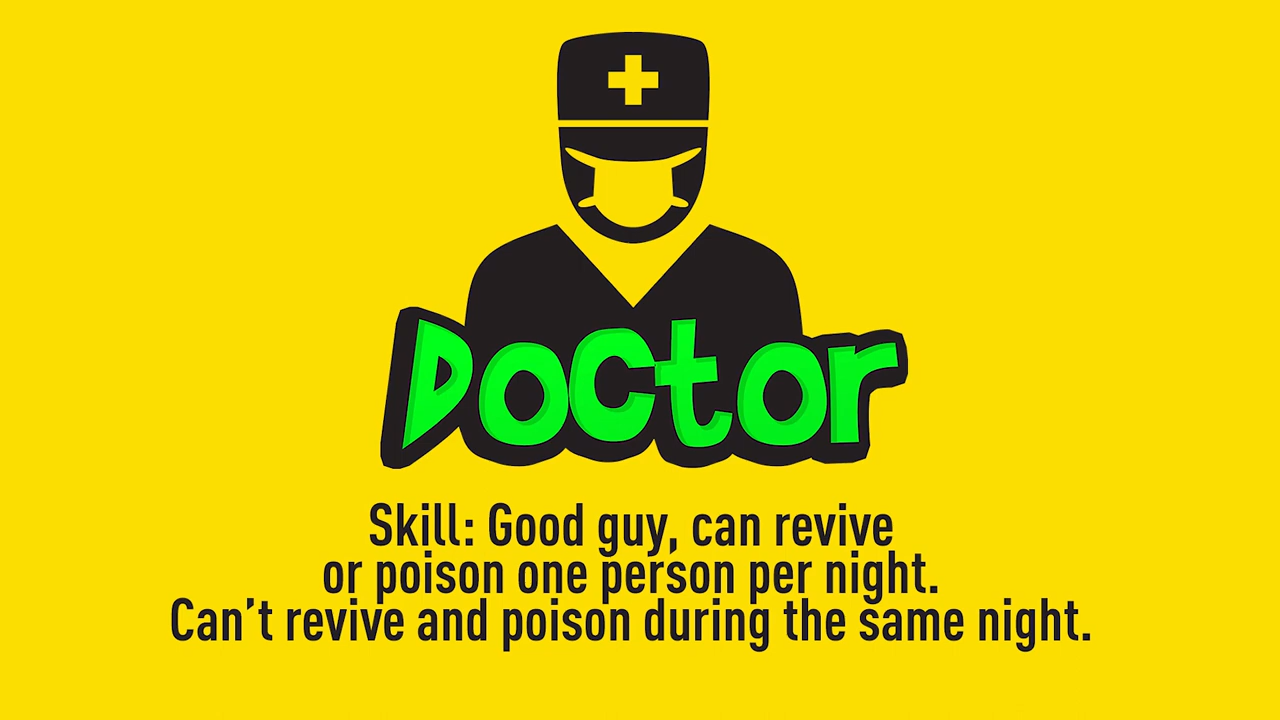 Doctor
Skill: Good guy, can revive
or poison one person per night.
Can't revive and poison during the same night.